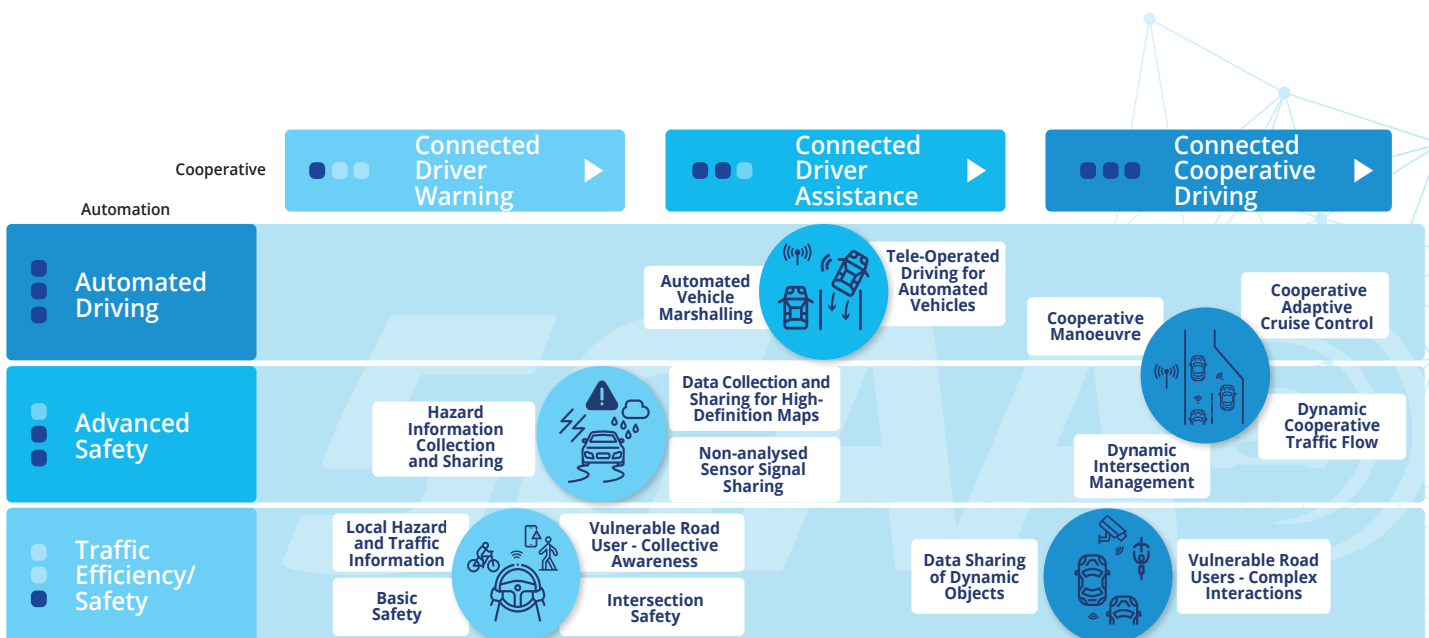 Cooperative
Connected
Driver
Warning
Connected
Driver
Assistance
Connected
Cooperative
Driving
Automation
Automated
Driving
Automated
Vehicle
Marshalling
Tele-Operated
Driving for
Automated
Vehicles
Cooperative
Manoeuvre
Cooperative
Adaptive
Cruise Control
Advanced
Safety
Hazard
Information
Collection
and Sharing
Data Collection and
Sharing for High-
Definition Maps
Non-analysed
Sensor Signal
Sharing
Dynamic
Intersection
Management
Dynamic
Cooperative
Traffic Flow
Traffic
Efficiency/
Safety
Local Hazard
and Traffic
Information
Basic
Safety
Vulnerable Road
User - Collective
Awareness
Intersection
Safety
Data Sharing
of Dynamic
Objects
Vulnerable Road
Users - Complex
Interactions
5GAA